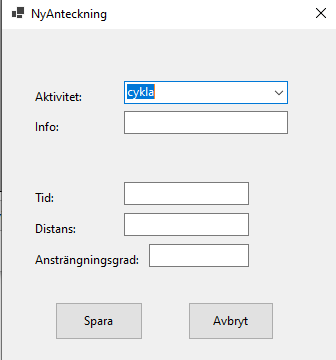 NyAnteckning
Aktivitet: cykla
Info:
Tid:
Distans:
Ansträngningsgrad:
Spara Avbryt